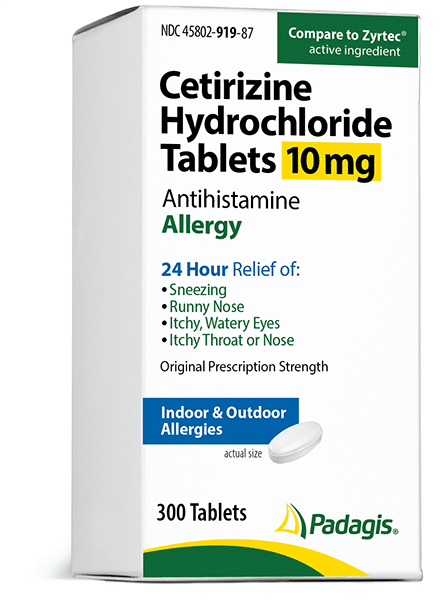 NDC 45802-919-87
Compare to Zyrtec®
active ingredient
Cetirizine
Hydrochloride
Tablets 10 mg
Antihistamine
Allergy
24 Hour Relief of:
• Sneezing
• Runny Nose
• Itchy, Watery Eyes
• Itchy Throat or Nose
Original Prescription Strength
Indoor & Outdoor
Allergies
actual size
300 Tablets
Padagis®